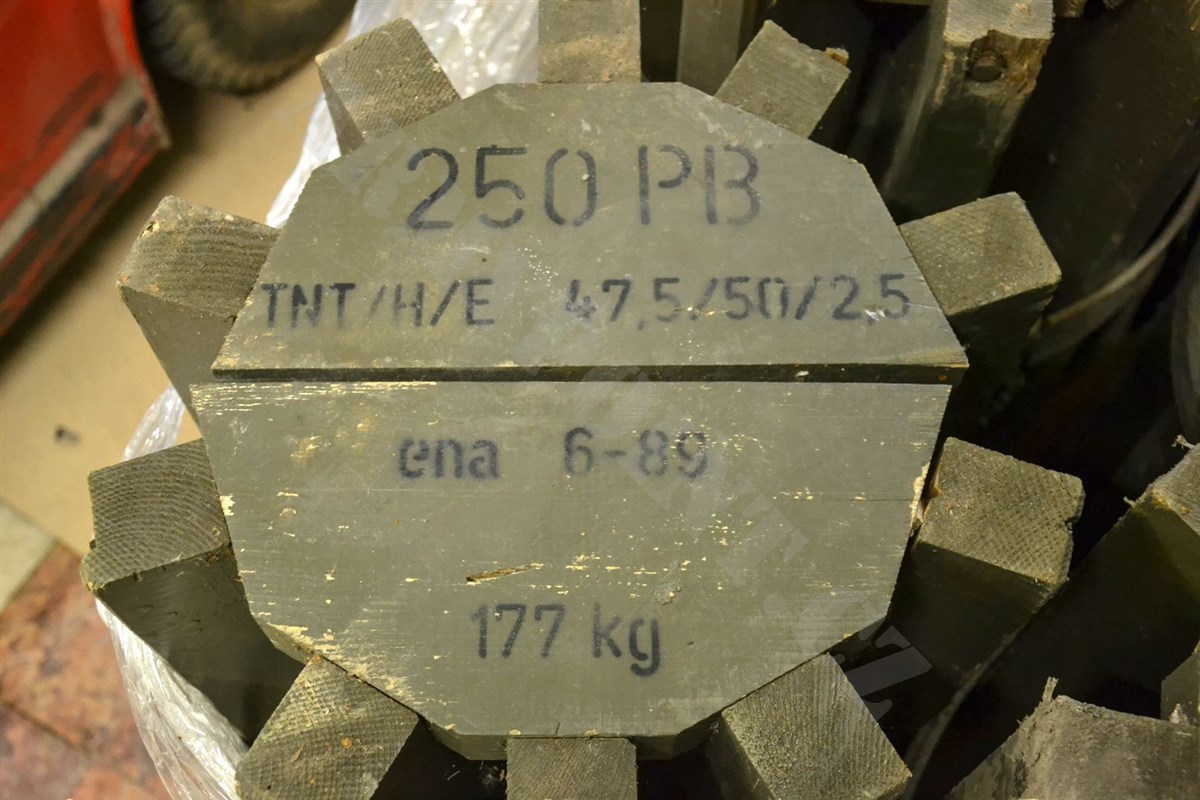 250 PB
TNT/H/E 47,5/50/2,5
ena 6-89
177 kg